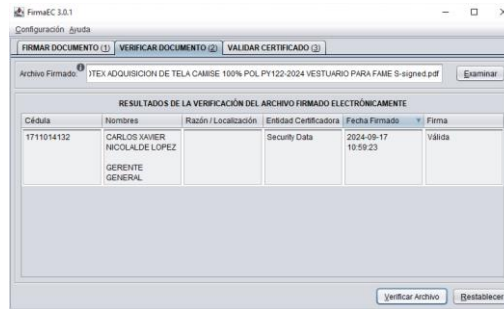 FirmaEC 3.0.1
Configuración Ayuda
FIRMAR DOCUMENTO (1) VERIFICAR DOCUMENTO (2) VALIDAR CERTIFICADO (3)
Archivo Firmado: OTEX ADQUISICION DE TELA CAMISE 100% POL PY122-2024 VESTUARIO PARA FAME S-signed.pdf Examinar
RESULTADOS DE LA VERIFICACIÓN DEL ARCHIVO FIRMADO ELECTRÓNICAMENTE
Cédula Nombres Razón / Localización Entidad Certificadora Fecha Firmado Firma
1711014132 CARLOS XAVIER Security Data 2024-09-17 Válida
NICOLALDE LOPEZ 10:59:23
GERENTE
GENERAL
Verificar Archivo Restablecer